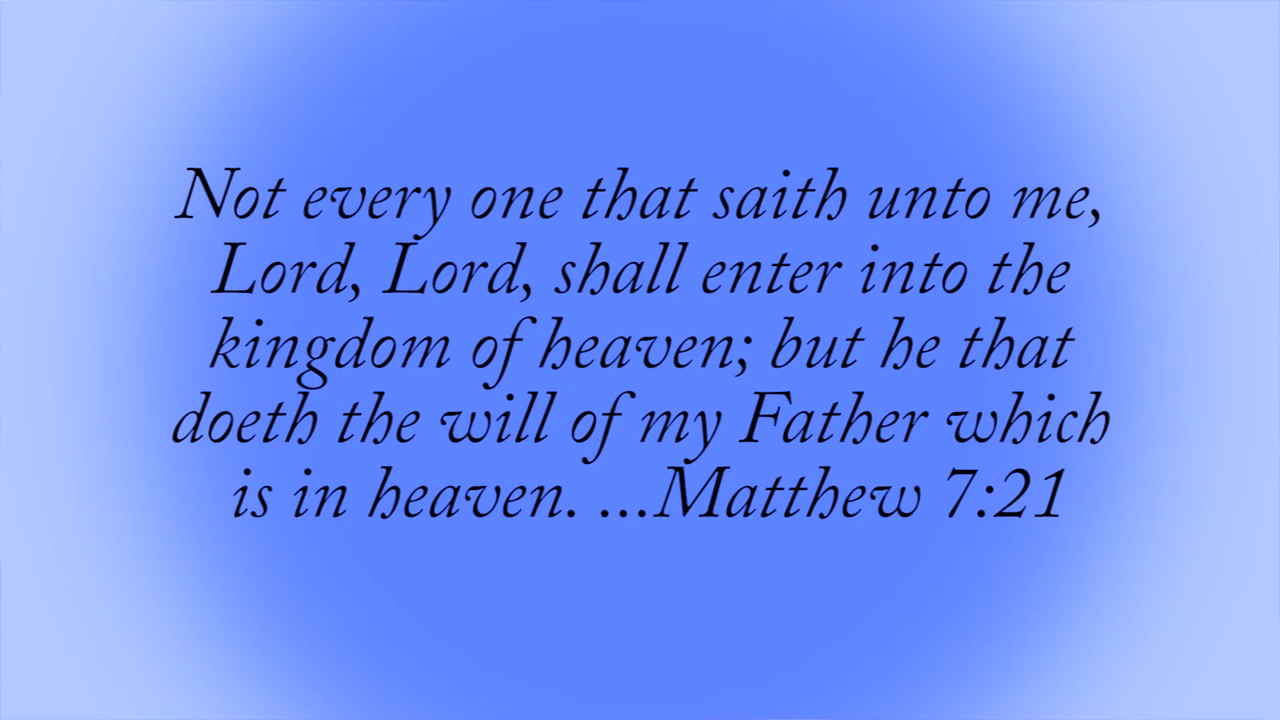 Not every one that saith unto me,
Lord, Lord, shall enter into the
kingdom of heaven; but he that
doeth the will of my Father which
is in heaven. ...Matthew 7:21